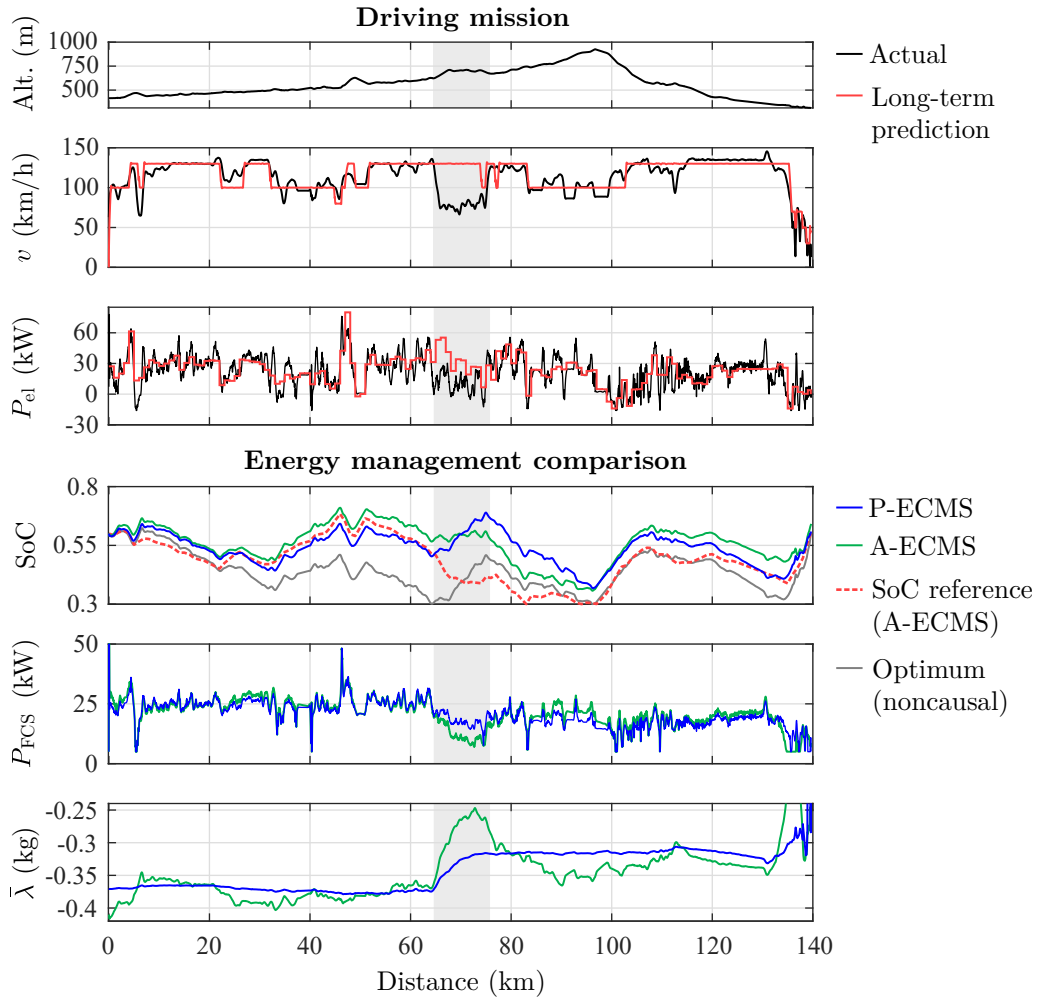 Driving mission
Alt. (m)
1000
750
500
Actual
Long-term
prediction
v (km/h)
150
100
50
0
P_el (kW)
60
30
0
-30
Energy management comparison
SoC
0.8
0.55
0.3
P-ECMS
A-ECMS
SoC reference
(A-ECMS)
Optimum
(noncausal)
P_FCS (kW)
50
25
0
λ̄ (kg)
-0.25
-0.3
-0.35
-0.4
0 20 40 60 80 100 120 140
Distance (km)